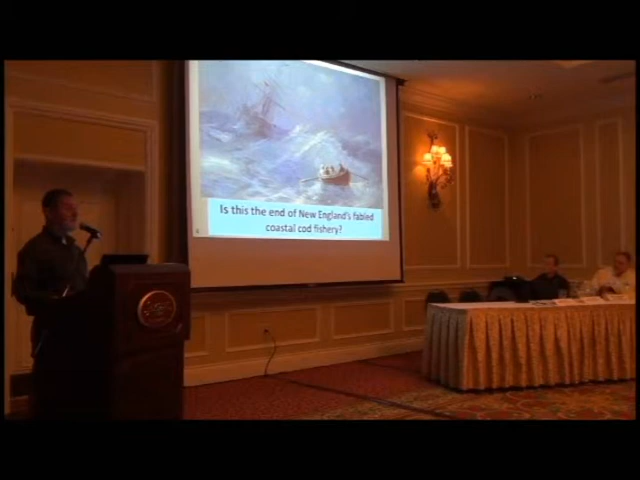 Is this the end of New England's fabled
coastal cod fishery?